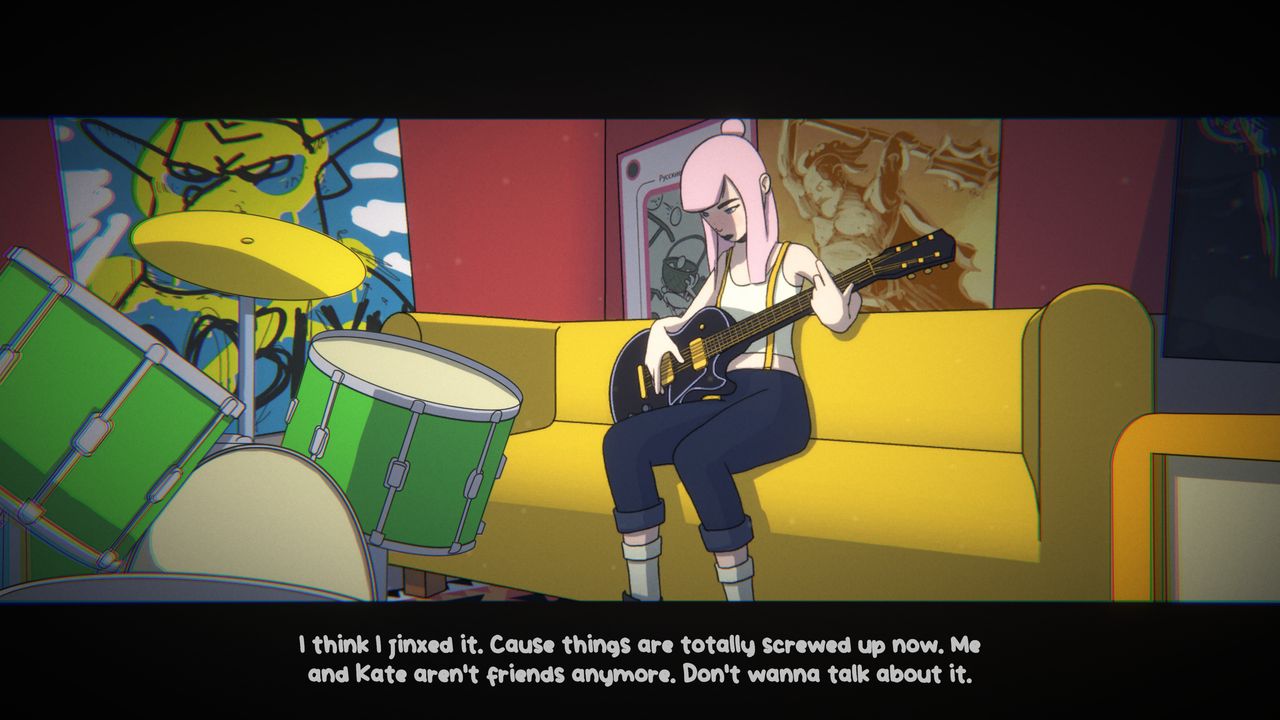 Русский
I think I jinxed it. Cause things are totally screwed up now. Me
and Kate aren't friends anymore. Don't wanna talk about it.